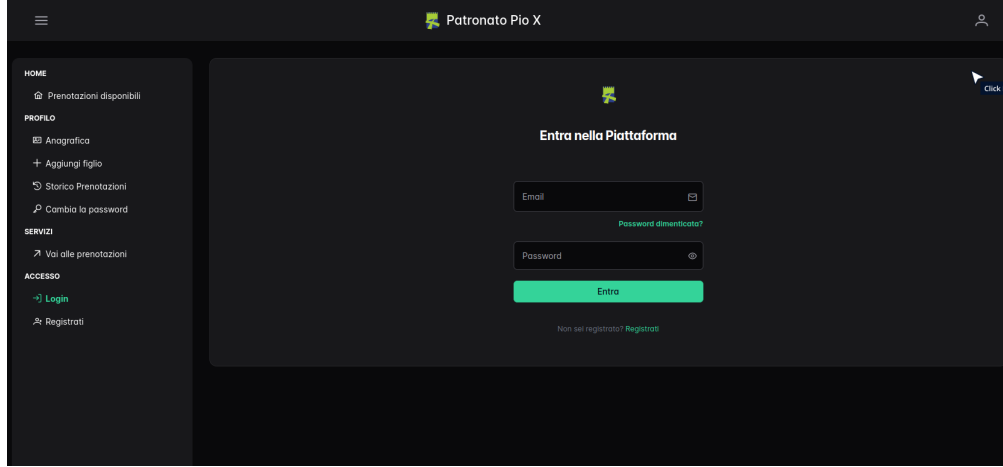 Patronato Pio X
HOME
Prenotazioni disponibili
PROFILO
Anagrafica
Aggiungi figlio
Storico Prenotazioni
Cambia la password
SERVIZI
Vai alle prenotazioni
ACCESSO
Login
Registrati
Entra nella Piattaforma
Email
Password dimenticata?
Password
Entra
Non sei registrato? Registrati
Click